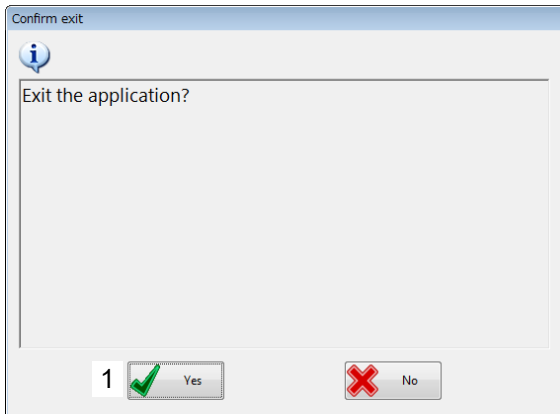 Confirm exit
Exit the application?
1 Yes No